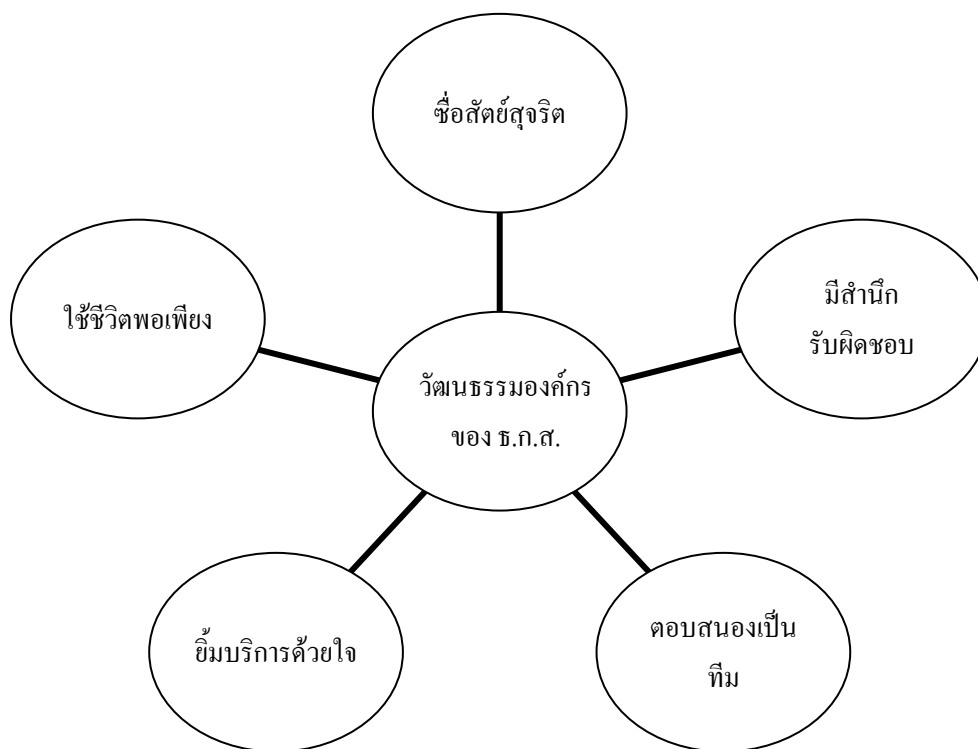 ซื่อสัตย์สุจริต
มีสำนึก
รับผิดชอบ
ใช้ชีวิตพอเพียง
วัฒนธรรมองค์กร
ของ ธ.ก.ส.
ตอบสนองเป็น
ทีม
ยิ้มบริการด้วยใจ